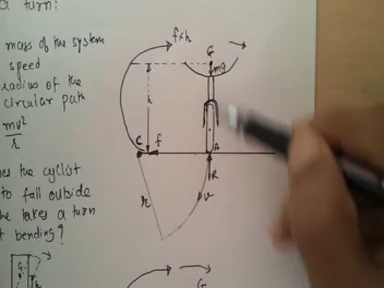 a turn:
mass of the system
speed
radius of the
circular path
mv²
r
es the cyclist
to fall outside
he takes a turn
t bending?
f×h
G
mg
h
C
f
A
R
r
v
G